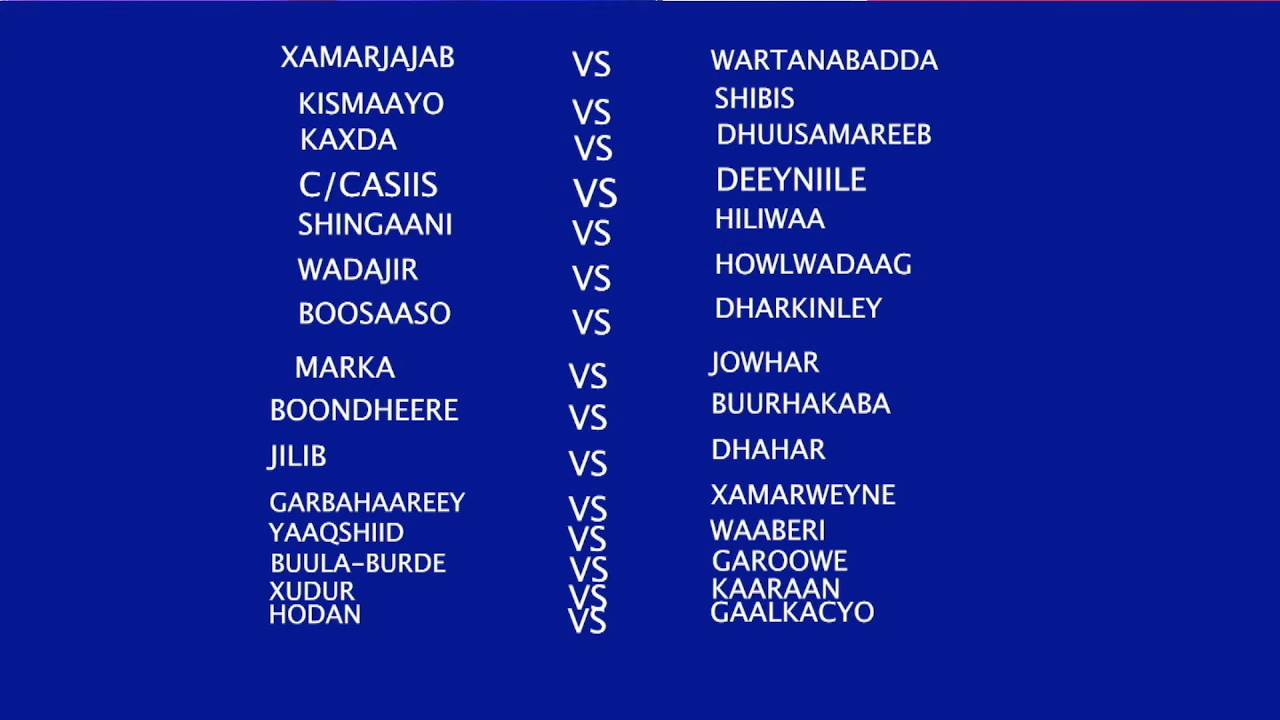 XAMARJAJAB VS WARTANABADDA
KISMAAYO VS SHIBIS
KAXDA VS DHUUSAMAREEB
C/CASIIS VS DEEYNIILE
SHINGAANI VS HILIWAA
WADAJIR VS HOWLWADAAG
BOOSAASO VS DHARKINLEY
MARKA VS JOWHAR
BOONDHEERE VS BUURHAKABA
JILIB VS DHAHAR
GARBAHAAREEY VS XAMARWEYNE
YAAQSHIID VS WAABERI
BUULA-BURDE VS GAROOWE
XUDUR VS KAARAAN
HODAN VS GAALKACYO